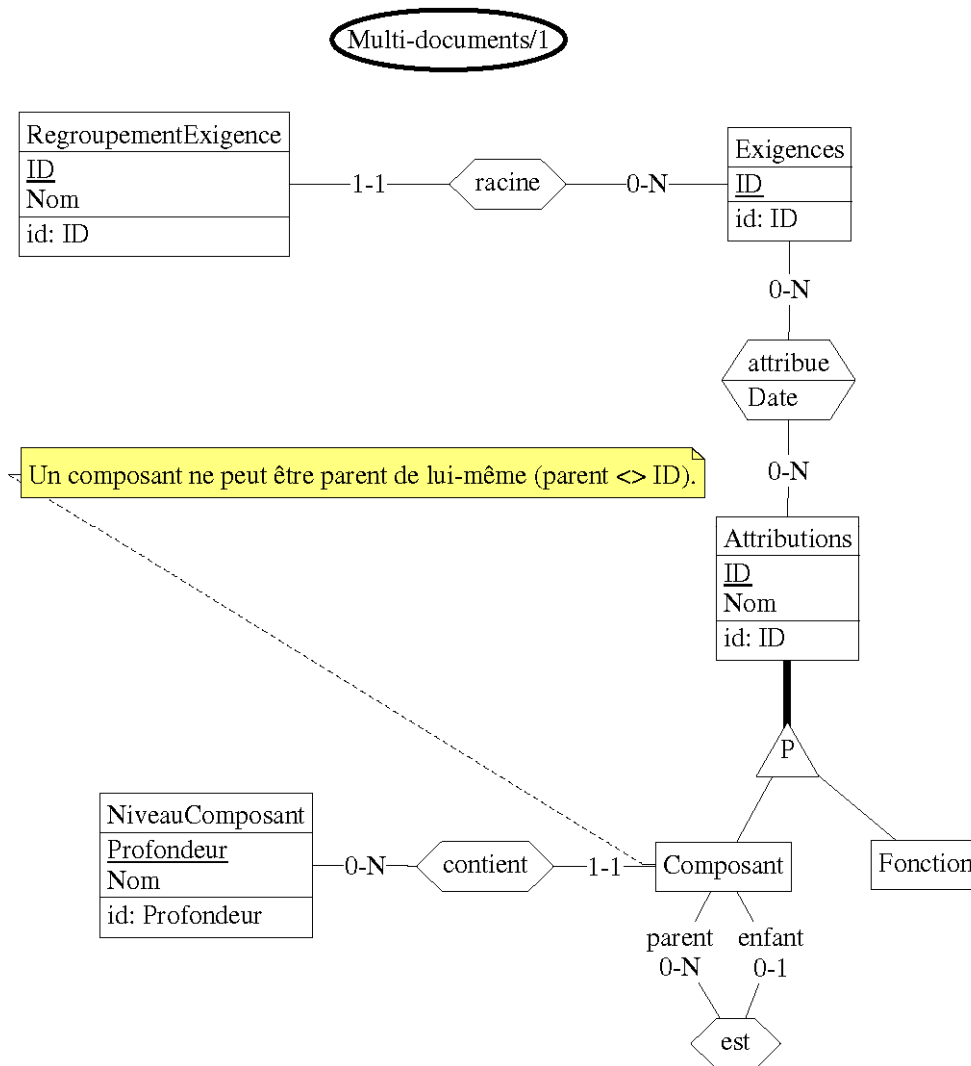 Multi-documents/1
RegroupementExigence
ID
Nom
id: ID
1-1
racine
0-N
Exigences
ID
id: ID
0-N
attribue
Date
0-N
Un composant ne peut être parent de lui-même (parent <> ID).
Attributions
ID
Nom
id: ID
P
NiveauComposant
Profondeur
Nom
id: Profondeur
0-N
contient
1-1
Composant
Fonction
parent
0-N
enfant
0-1
est